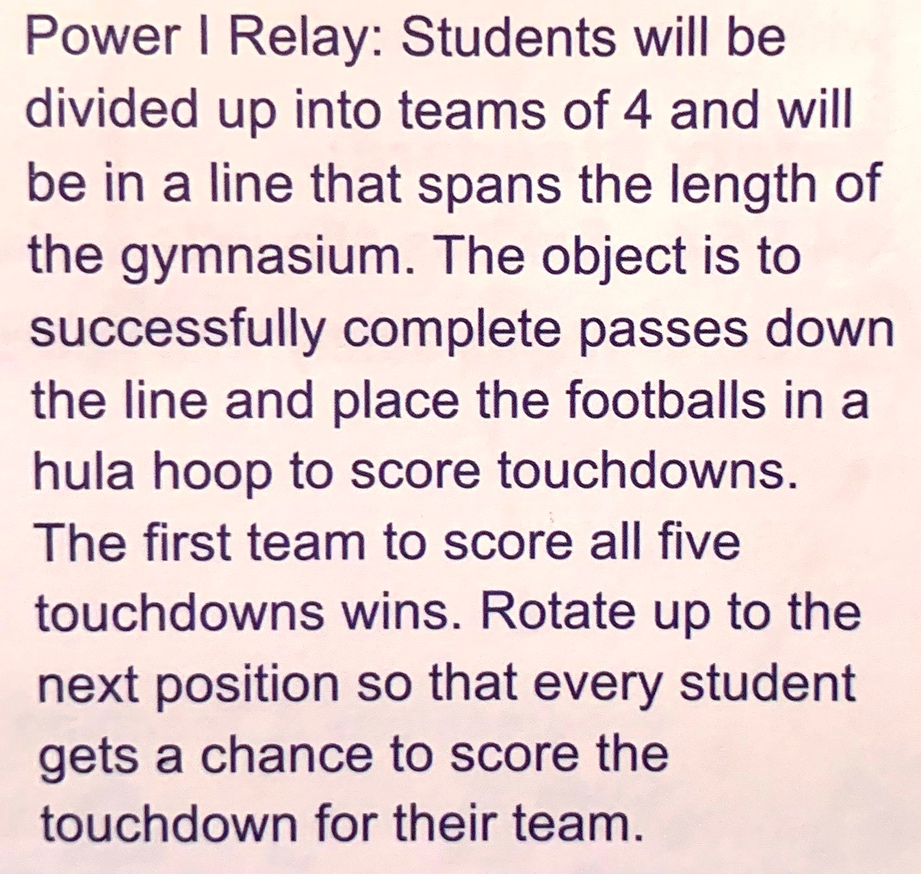 Power I Relay: Students will be
divided up into teams of 4 and will
be in a line that spans the length of
the gymnasium. The object is to
successfully complete passes down
the line and place the footballs in a
hula hoop to score touchdowns.
The first team to score all five
touchdowns wins. Rotate up to the
next position so that every student
gets a chance to score the
touchdown for their team.